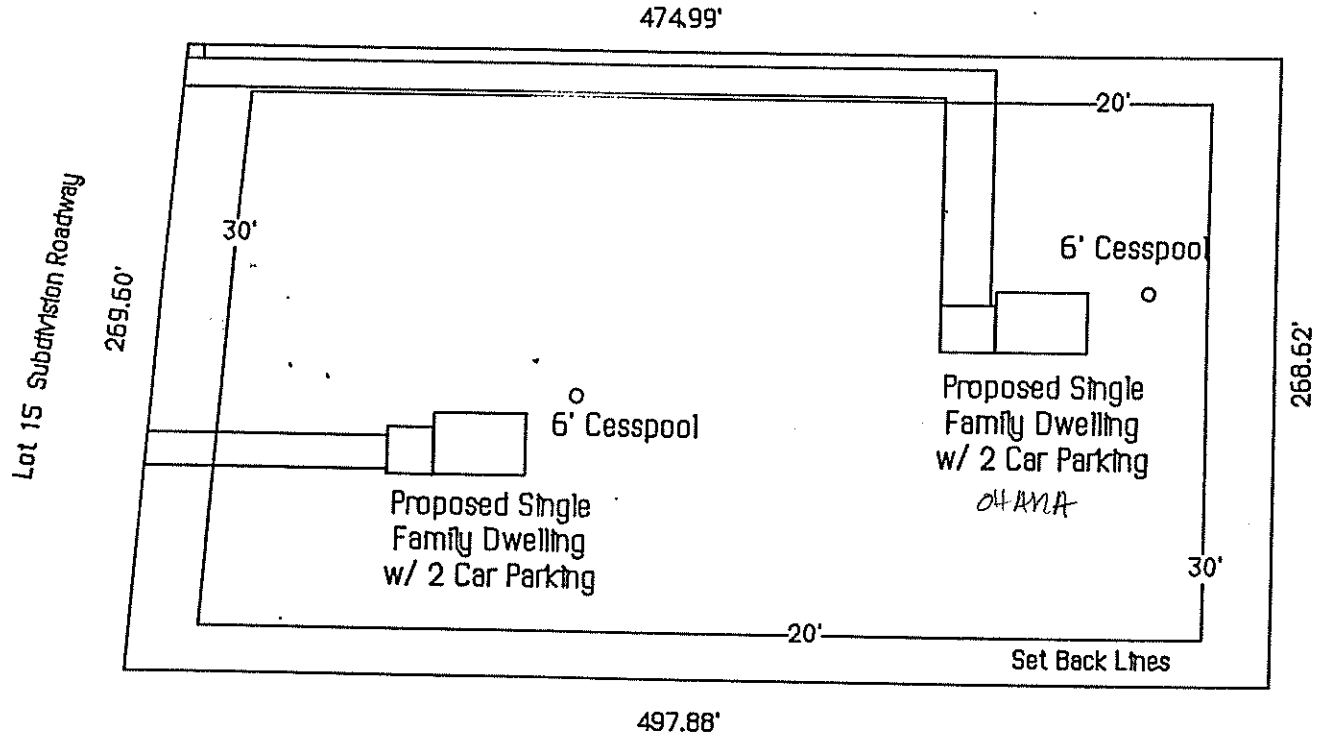 474.99'
20'
30'
6' Cesspool
Lot 15 Subdivision Roadway
269.60'
268.62'
Proposed Single
Family Dwelling
w/ 2 Car Parking
OHANA
6' Cesspool
Proposed Single
Family Dwelling
w/ 2 Car Parking
30'
20'
Set Back Lines
497.88'